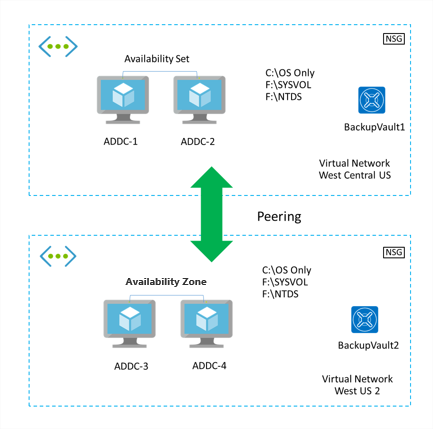 NSG
Availability Set
C:\OS Only
F:\SYSVOL
F:\NTDS
ADDC-1
ADDC-2
BackupVault1
Virtual Network
West Central US
Peering
NSG
Availability Zone
C:\OS Only
F:\SYSVOL
F:\NTDS
ADDC-3
ADDC-4
BackupVault2
Virtual Network
West US 2